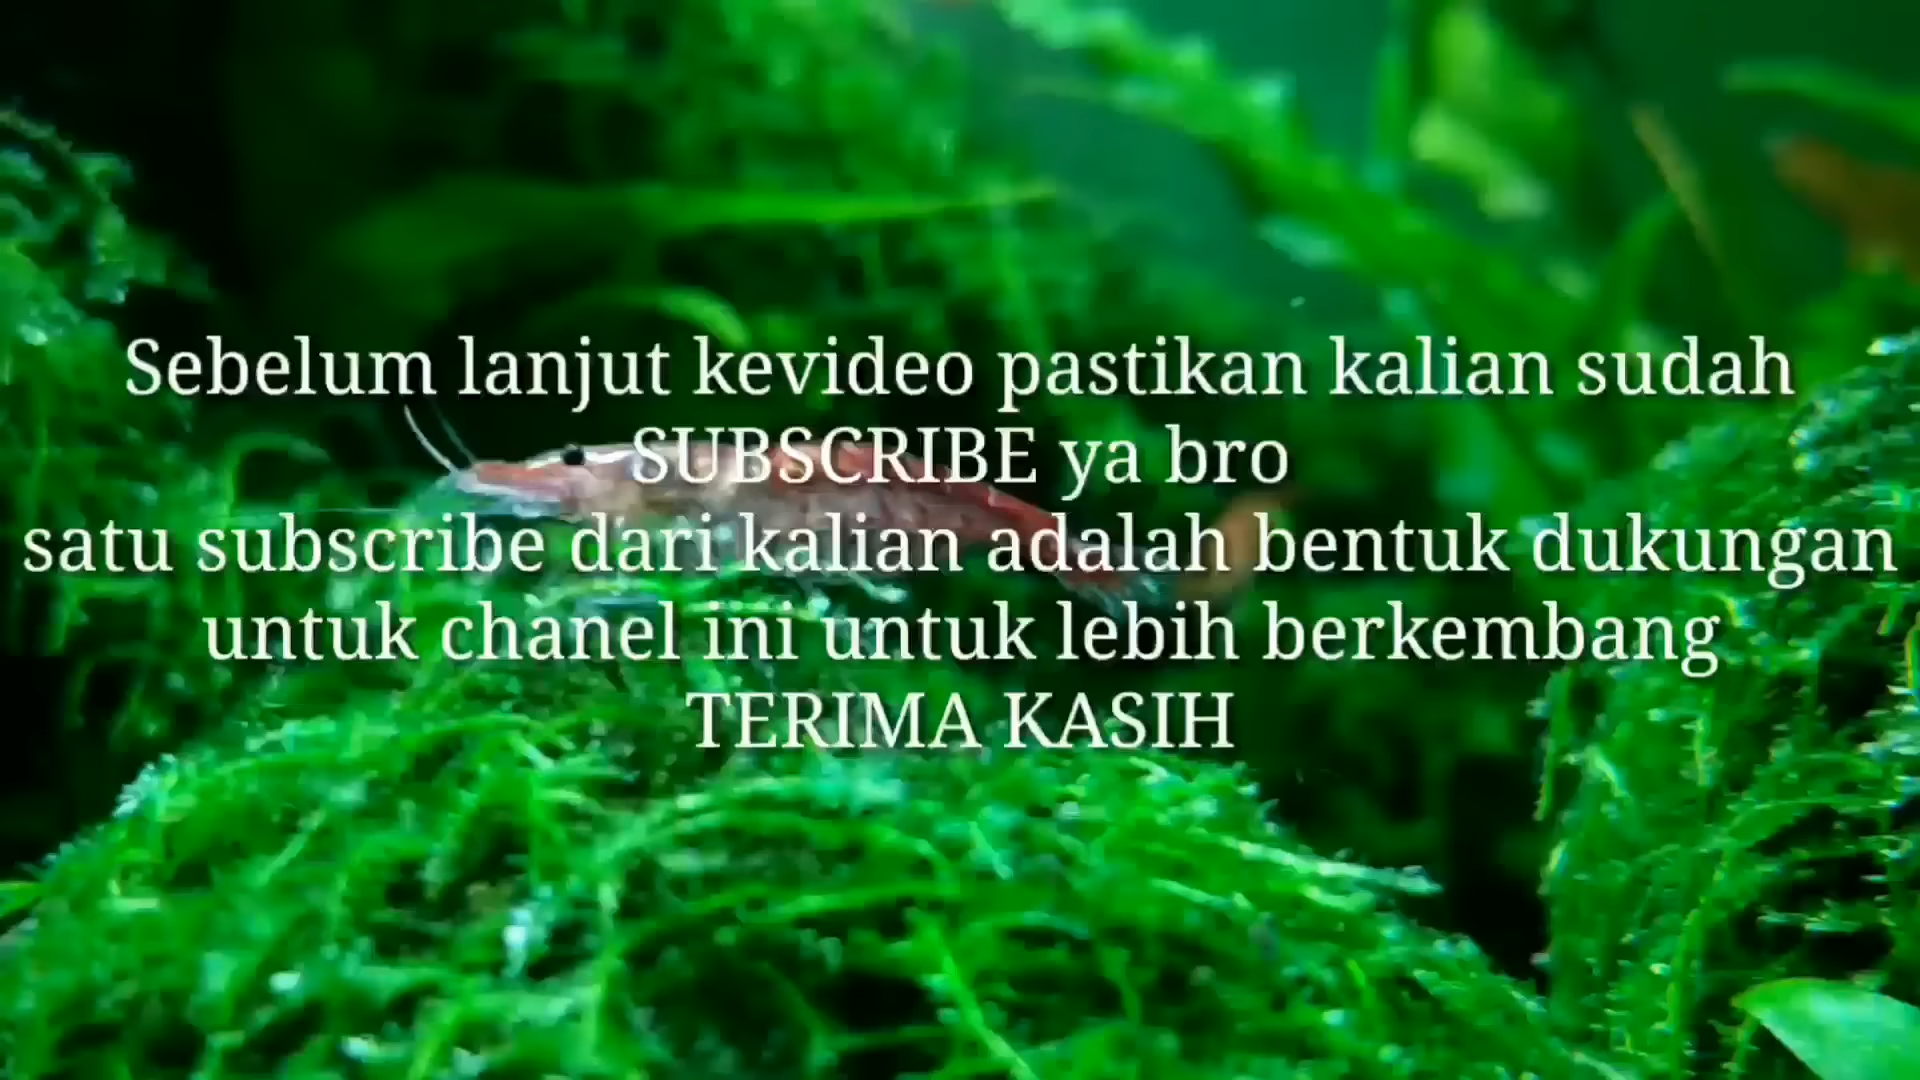 Sebelum lanjut kevideo pastikan kalian sudah
SUBSCRIBE ya bro
satu subscribe dari kalian adalah bentuk dukungan
untuk chanel ini untuk lebih berkembang
TERIMA KASIH